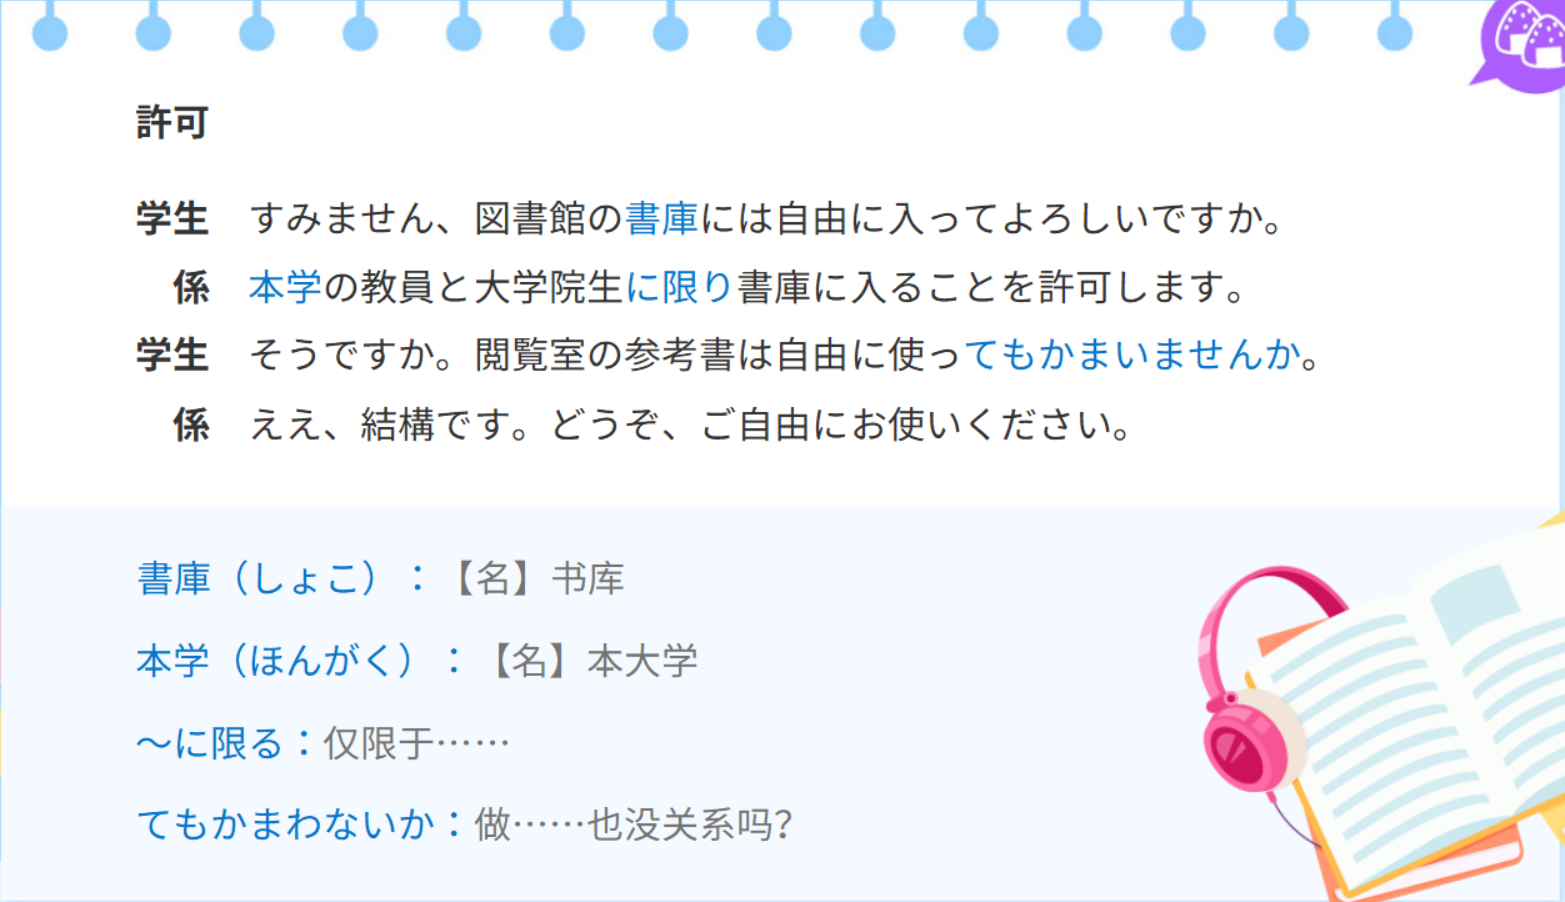 許可
学生 すみません、図書館の書庫には自由に入ってよろしいですか。
係 本学の教員と大学院生に限り書庫に入ることを許可します。
学生 そうですか。閲覧室の参考書は自由に使ってもかまいませんか。
係 ええ、結構です。どうぞ、ご自由にお使いください。
書庫（しょこ）：【名】书库
本学（ほんがく）：【名】本大学
～に限る：仅限于……
てもかまわないか：做……也没关系吗？